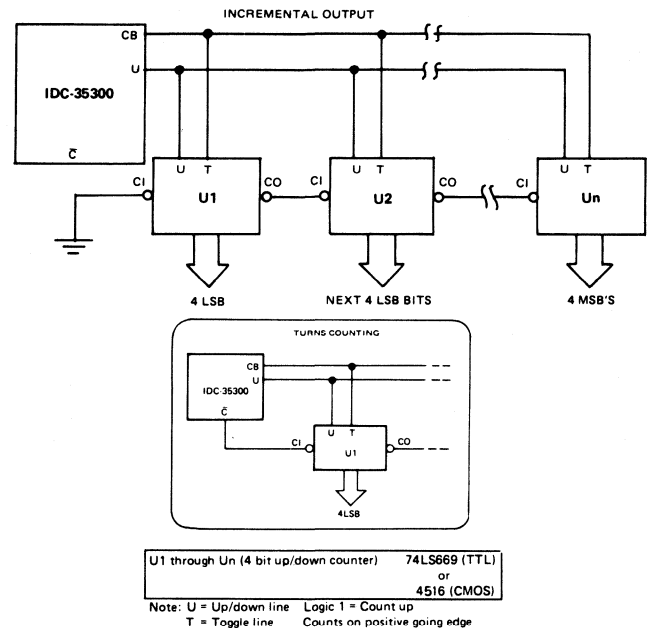 INCREMENTAL OUTPUT
CB
U
IDC-35300
C̄
U T
U T
U T
CI
CO
CI
CO
CI
U1
U2
Un
4 LSB
NEXT 4 LSB BITS
4 MSB'S
TURNS COUNTING
CB
U
IDC-35300
C̄
U T
CI
CO
U1
4LSB
U1 through Un (4 bit up/down counter) 74LS669 (TTL)
or
4516 (CMOS)
Note: U = Up/down line Logic 1 = Count up
T = Toggle line Counts on positive going edge